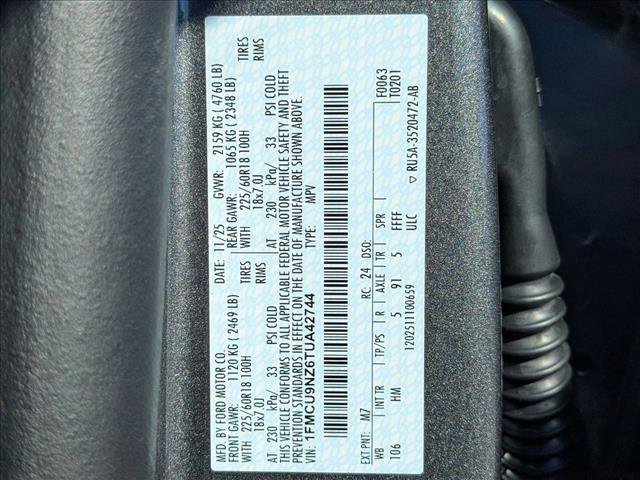 MFD. BY FORD MOTOR CO.
DATE: 11/25 GVWR: 2159 KG ( 4760 LB)
FRONT GAWR: 1120 KG ( 2469 LB) REAR GAWR: 1065 KG ( 2348 LB)
WITH 225/60R18 100H TIRES WITH 225/60R18 100H TIRES
18x7.0J RIMS 18x7.0J RIMS
AT 230 kPa/ 33 PSI COLD AT 230 kPa/ 33 PSI COLD
THIS VEHICLE CONFORMS TO ALL APPLICABLE FEDERAL MOTOR VEHICLE SAFETY AND THEFT
PREVENTION STANDARDS IN EFFECT ON THE DATE OF MANUFACTURE SHOWN ABOVE.
VIN: 1FMCU9NZ6TUA42744 TYPE: MPV
EXT PNT: M7 RC: 24 DSO: F0063
WB INT TR TP/PS R AXLE TR SPR T0201
106 HM 5 91 5 FFFF
ULC
120251110659 ▽ RU5A-3520472-AB